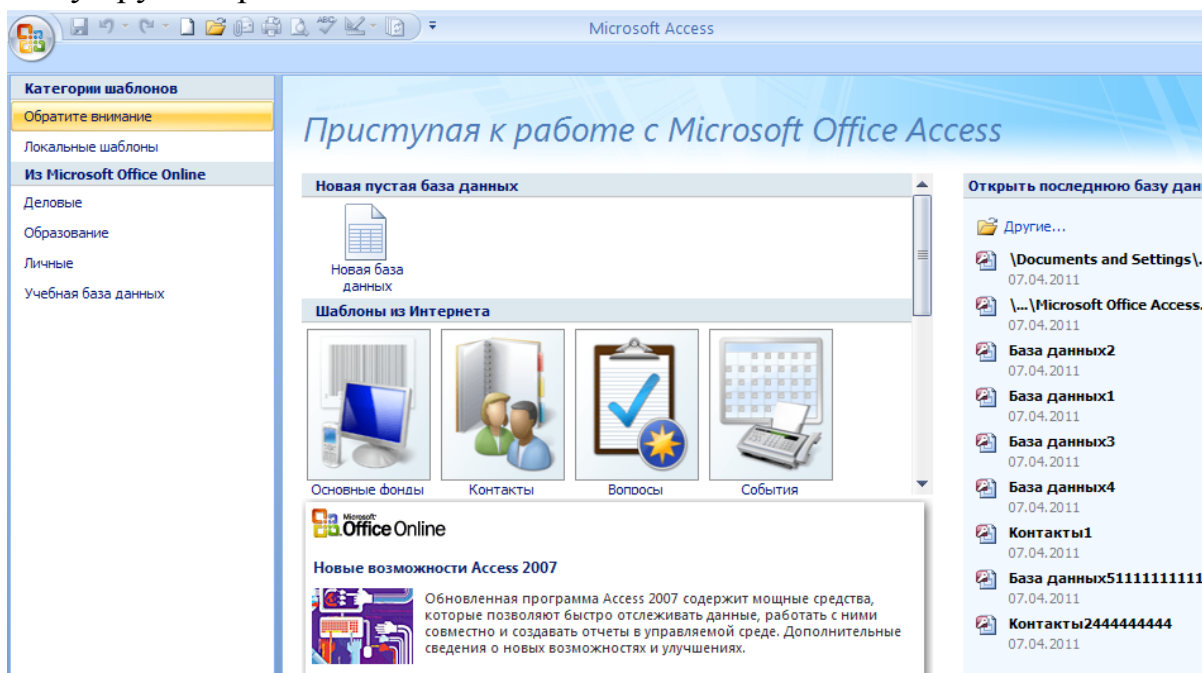 Microsoft Access
Категории шаблонов
Обратите внимание
Локальные шаблоны
Из Microsoft Office Online
Деловые
Образование
Личные
Учебная база данных
Приступая к работе с Microsoft Office Access
Новая пустая база данных
Новая база
данных
Шаблоны из Интернета
Основные фонды
Контакты
Вопросы
События
Microsoft
Office Online
Новые возможности Access 2007
Обновленная программа Access 2007 содержит мощные средства,
которые позволяют быстро отслеживать данные, работать с ними
совместно и создавать отчеты в управляемой среде. Дополнительные
сведения о новых возможностях и улучшениях.
Открыть последнюю базу дан
Другие...
\Documents and Settings\.
07.04.2011
\...\Microsoft Office Access.
07.04.2011
База данных2
07.04.2011
База данных1
07.04.2011
База данных3
07.04.2011
База данных4
07.04.2011
Контакты1
07.04.2011
База данных51111111111
07.04.2011
Контакты2444444444
07.04.2011